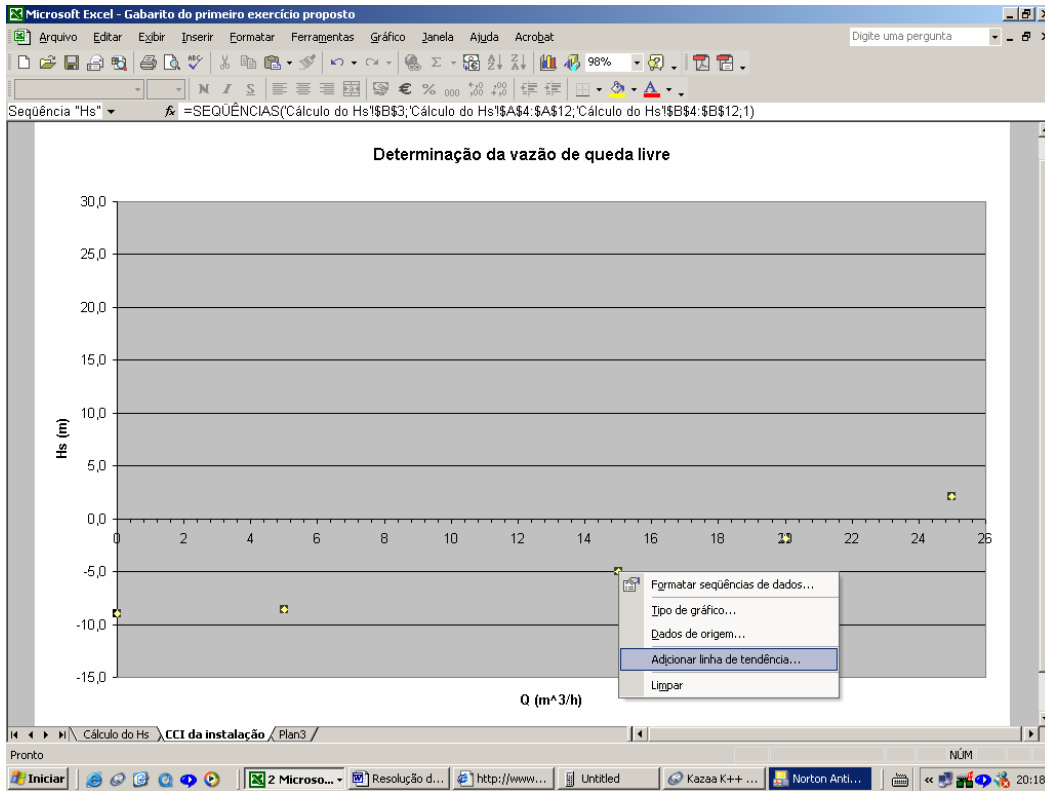 Microsoft Excel - Gabarito do primeiro exercício proposto
Arquivo Editar Exibir Inserir Formatar Ferramentas Gráfico Janela Ajuda Acrobat Digite uma pergunta
98%
N I S € % 000
Seqüência "Hs" fx =SEQÜÊNCIAS('Cálculo do Hs'!$B$3;'Cálculo do Hs'!$A$4:$A$12;'Cálculo do Hs'!$B$4:$B$12;1)
Determinação da vazão de queda livre
30,0
25,0
20,0
15,0
10,0
5,0
0,0
-5,0
-10,0
-15,0
Hs (m)
0 2 4 6 8 10 12 14 16 18 20 22 24 26
Q (m^3/h)
Formatar seqüências de dados...
Tipo de gráfico...
Dados de origem...
Adicionar linha de tendência...
Limpar
Cálculo do Hs CCI da instalação Plan3
Pronto NÚM
Iniciar 2 Microso... Resolução d... http://www... Untitled Kazaa K++ ... Norton Anti... 20:18